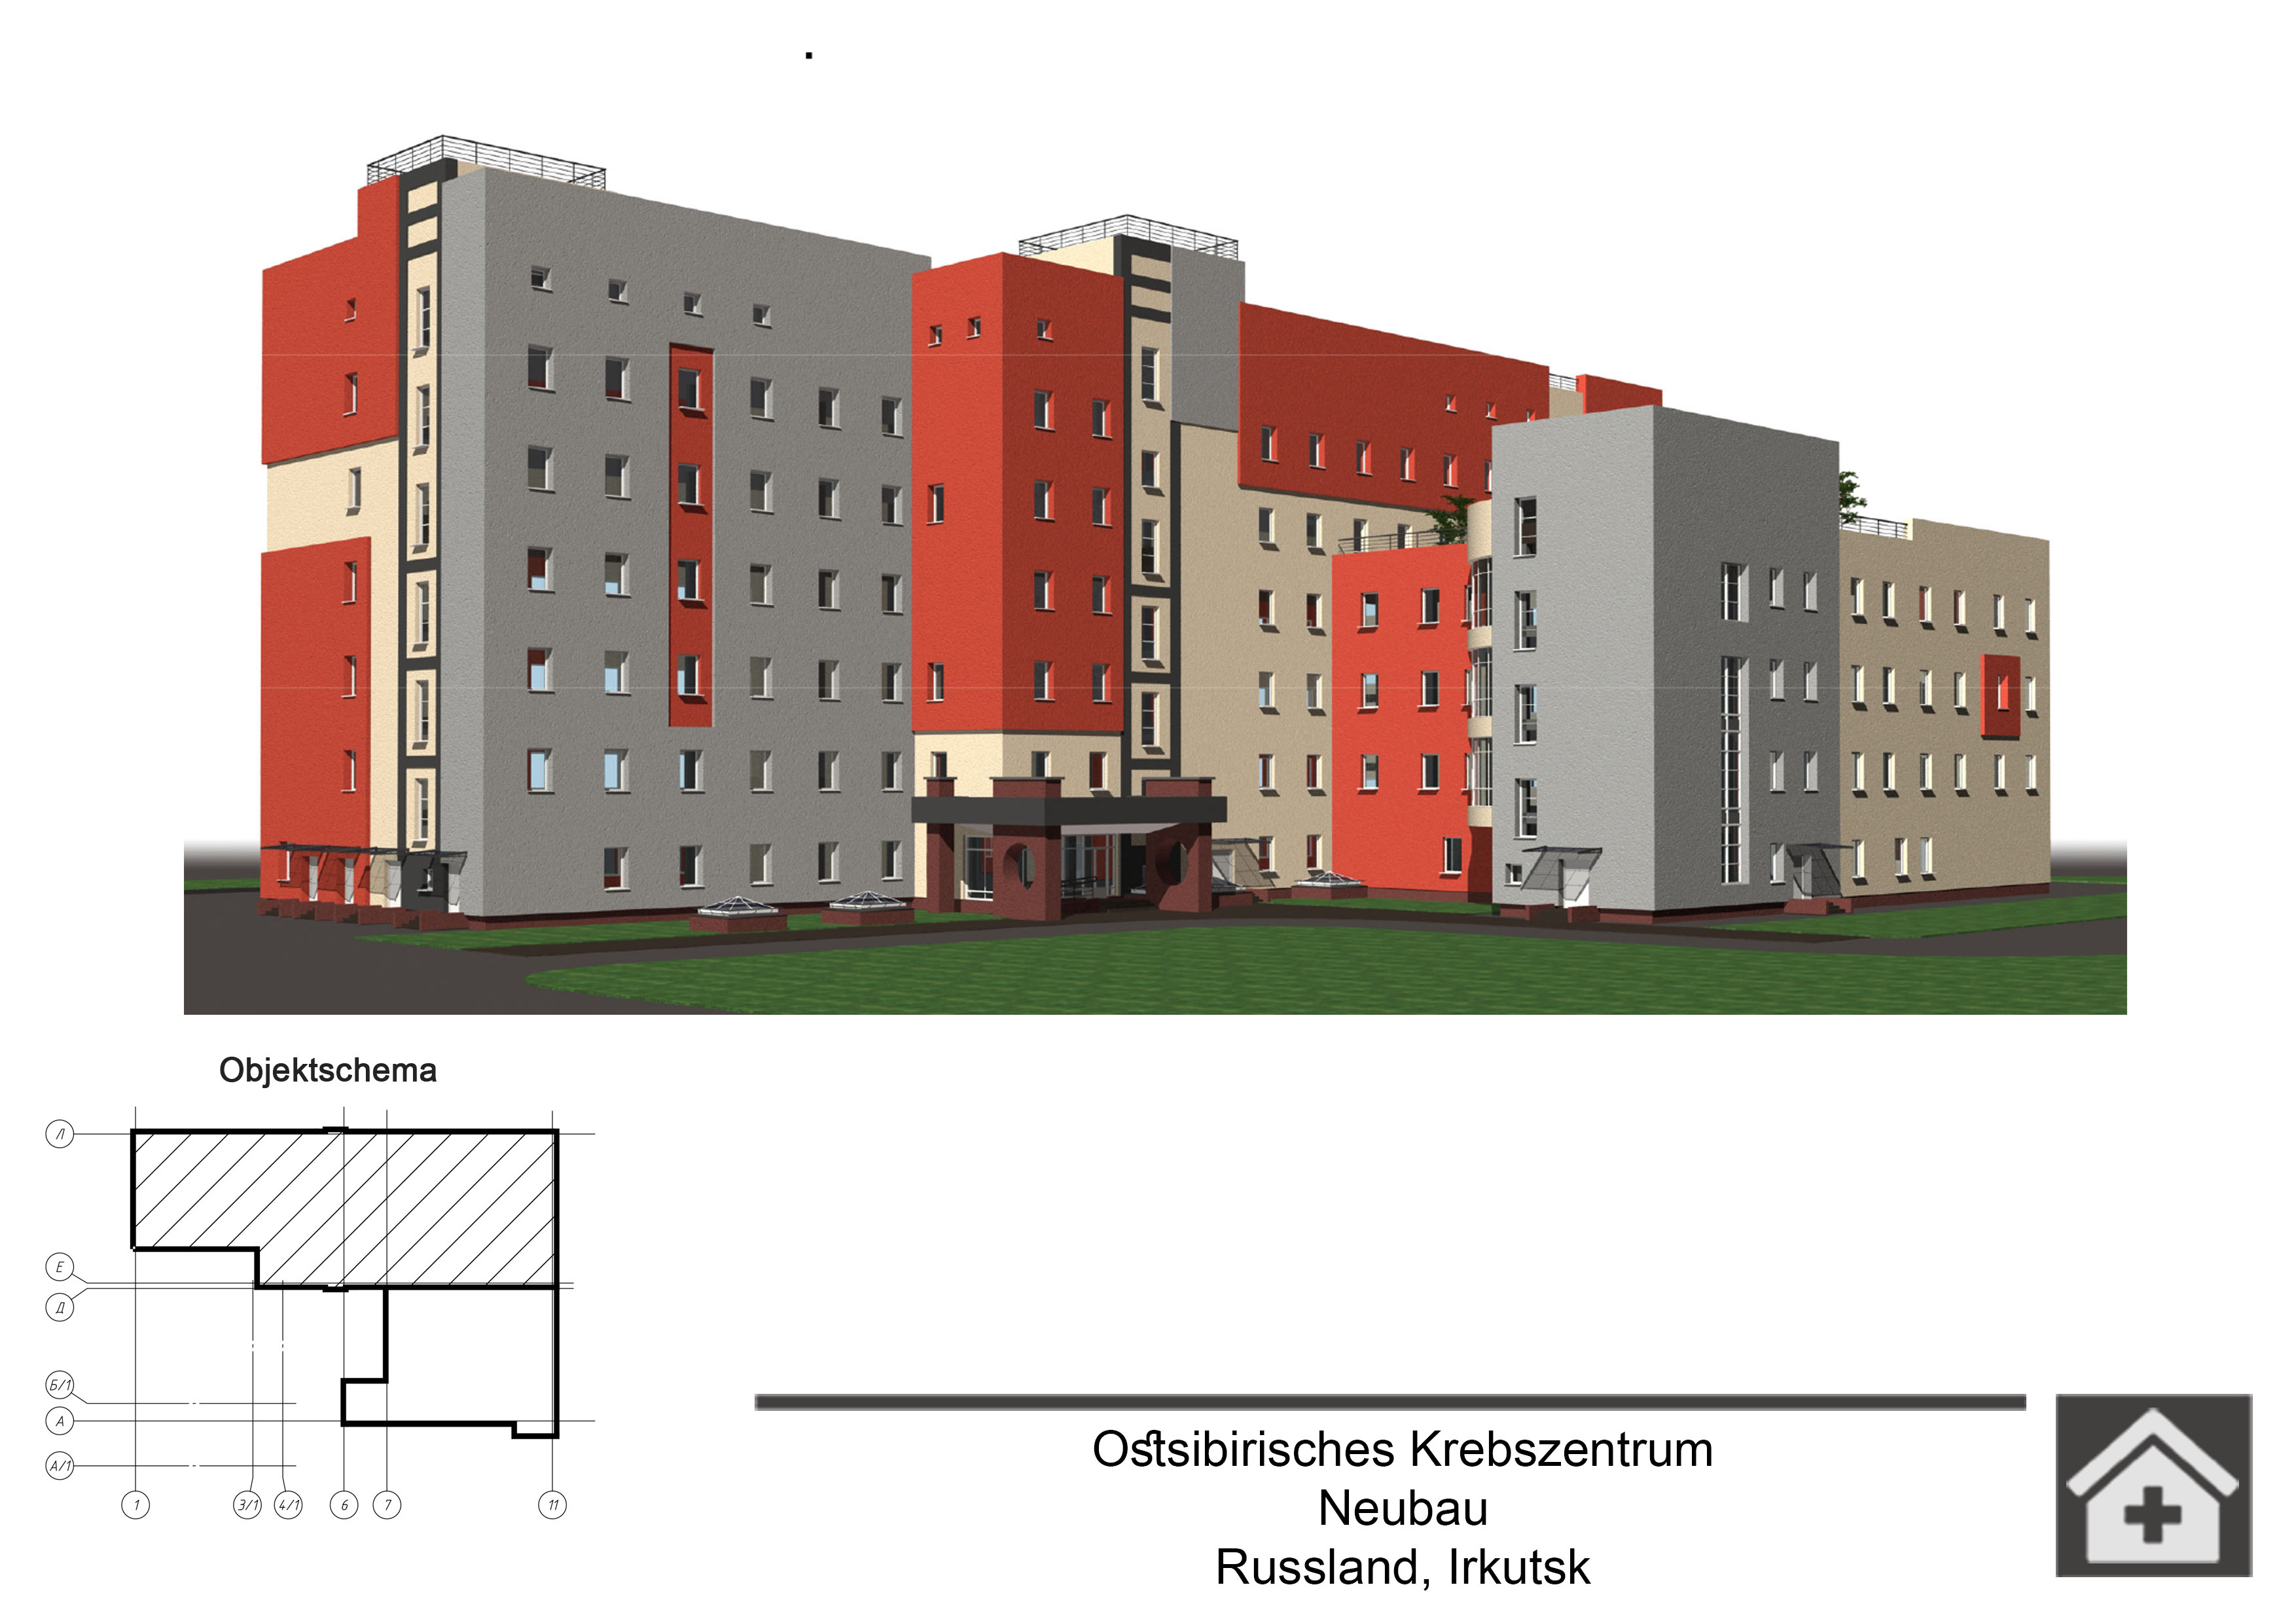 Objektschema
Л
Е
Д
Б/1
А
А/1
1
3/1
4/1
6
7
11
Ostsibirisches Krebszentrum
Neubau
Russland, Irkutsk